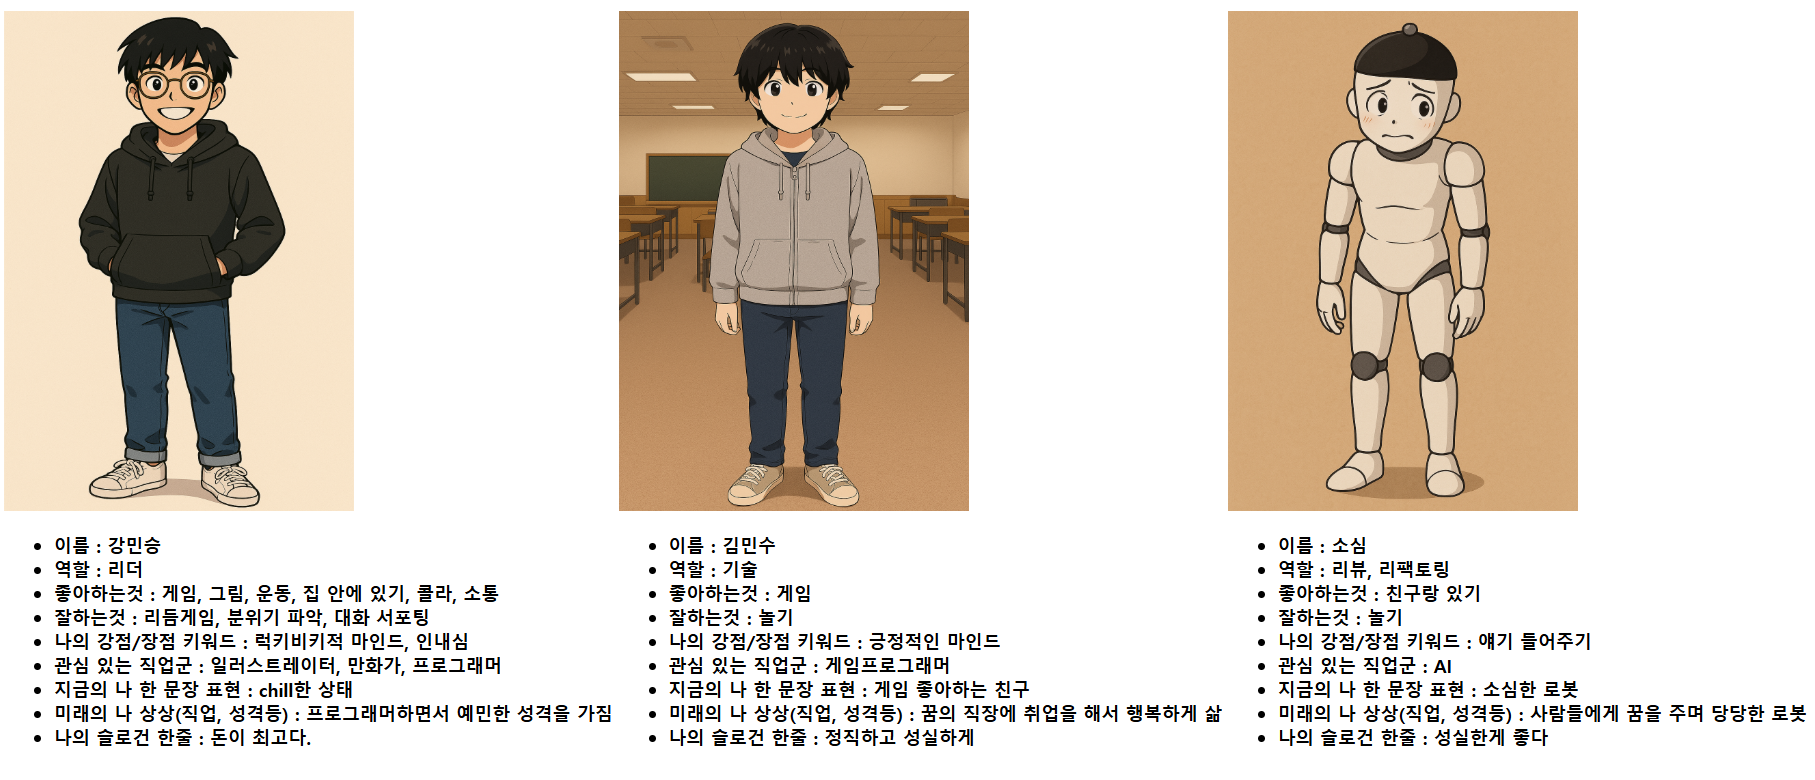 이름 : 강민승
역할 : 리더
좋아하는것 : 게임, 그림, 운동, 집 안에 있기, 콜라, 소통
잘하는것 : 리듬게임, 분위기 파악, 대화 서포팅
나의 강점/장점 키워드 : 럭키비키적 마인드, 인내심
관심 있는 직업군 : 일러스트레이터, 만화가, 프로그래머
지금의 나 한 문장 표현 : chill한 상태
미래의 나 상상(직업, 성격등) : 프로그래머하면서 예민한 성격을 가짐
나의 슬로건 한줄 : 돈이 최고다.
이름 : 김민수
역할 : 기술
좋아하는것 : 게임
잘하는것 : 놀기
나의 강점/장점 키워드 : 긍정적인 마인드
관심 있는 직업군 : 게임프로그래머
지금의 나 한 문장 표현 : 게임 좋아하는 친구
미래의 나 상상(직업, 성격등) : 꿈의 직장에 취업을 해서 행복하게 삶
나의 슬로건 한줄 : 정직하고 성실하게
이름 : 소심
역할 : 리뷰, 리팩토링
좋아하는것 : 친구랑 있기
잘하는것 : 놀기
나의 강점/장점 키워드 : 얘기 들어주기
관심 있는 직업군 : AI
지금의 나 한 문장 표현 : 소심한 로봇
미래의 나 상상(직업, 성격등) : 사람들에게 꿈을 주며 당당한 로봇
나의 슬로건 한줄 : 성실한게 좋다